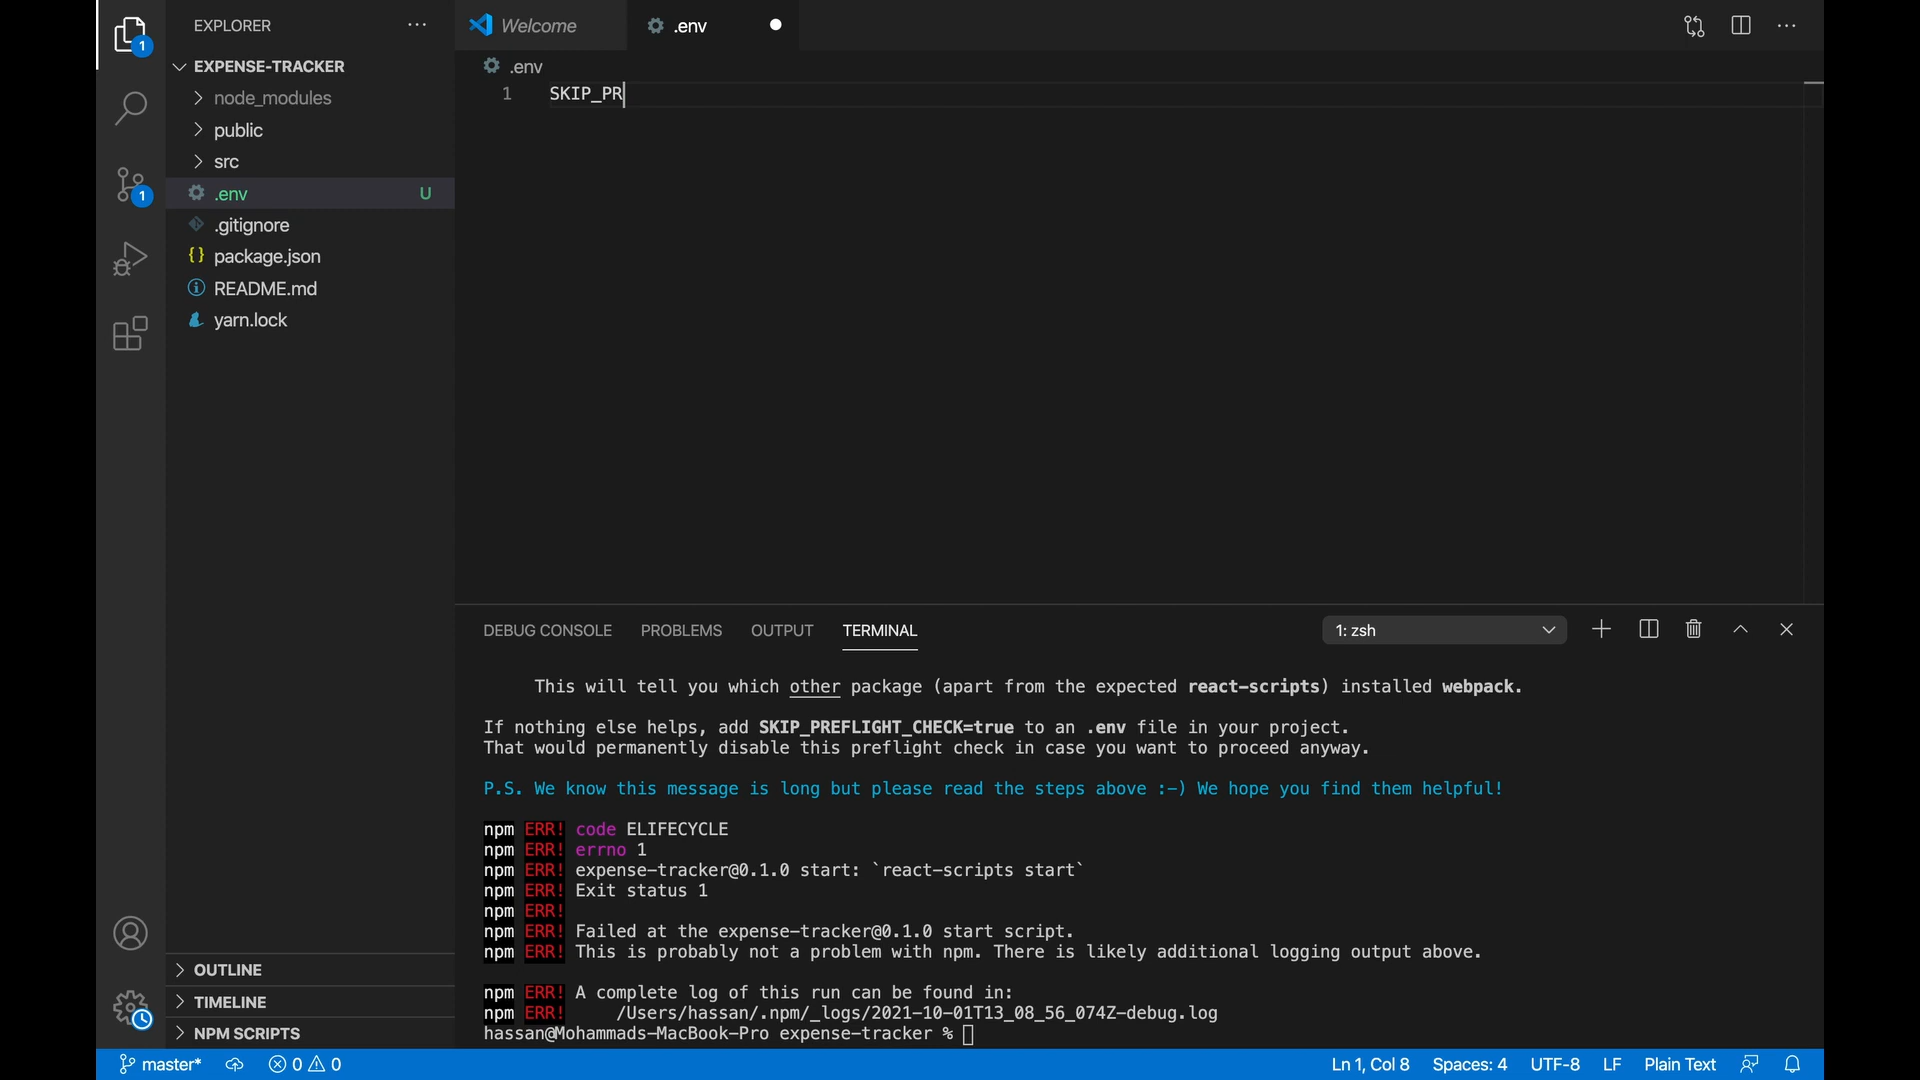 EXPLORER
Welcome
.env
EXPENSE-TRACKER
node_modules
public
src
.env U
.gitignore
package.json
README.md
yarn.lock
OUTLINE
TIMELINE
NPM SCRIPTS
1
1
.env
1 SKIP_PR
DEBUG CONSOLE PROBLEMS OUTPUT TERMINAL 1: zsh
This will tell you which other package (apart from the expected react-scripts) installed webpack.
If nothing else helps, add SKIP_PREFLIGHT_CHECK=true to an .env file in your project.
That would permanently disable this preflight check in case you want to proceed anyway.
P.S. We know this message is long but please read the steps above :-) We hope you find them helpful!
npm ERR! code ELIFECYCLE
npm ERR! errno 1
npm ERR! expense-tracker@0.1.0 start: `react-scripts start`
npm ERR! Exit status 1
npm ERR!
npm ERR! Failed at the expense-tracker@0.1.0 start script.
npm ERR! This is probably not a problem with npm. There is likely additional logging output above.
npm ERR! A complete log of this run can be found in:
npm ERR!     /Users/hassan/.npm/_logs/2021-10-01T13_08_56_074Z-debug.log
hassan@Mohammads-MacBook-Pro expense-tracker %
master* 0 0 Ln 1, Col 8 Spaces: 4 UTF-8 LF Plain Text